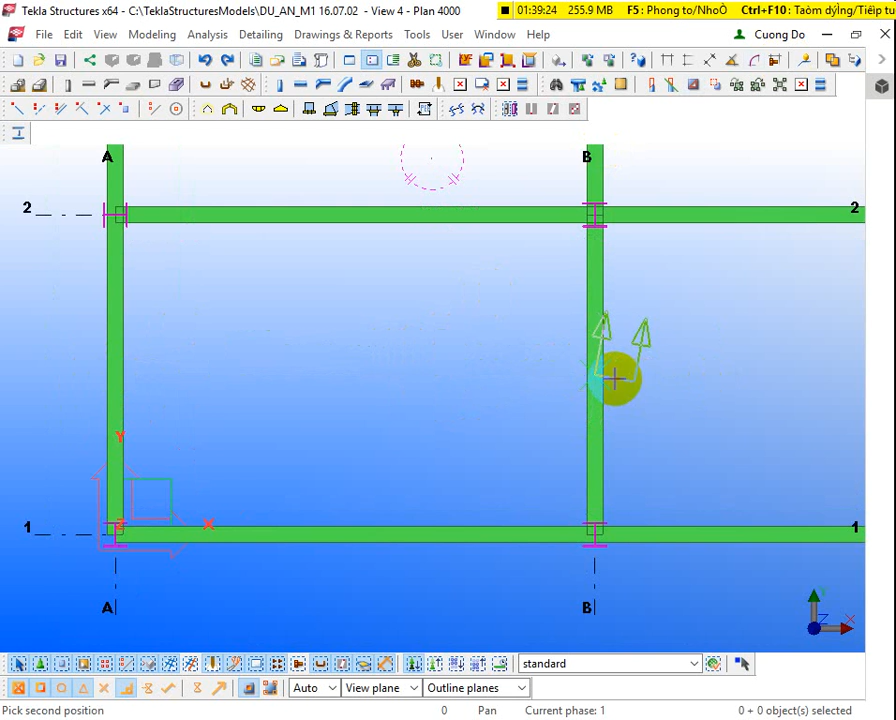 Tekla Structures x64 - C:\TeklaStructuresModels\DU_AN_M1 16.07.02 - View 4 - Plan 4000
01:39:24 255.9 MB F5: Phong to/NhoÒ Ctrl+F10: Taòm dÿìng/Tiếp tu
File Edit View Modeling Analysis Detailing Drawings & Reports Tools User Window Help Cuong Do
A B
2 2
Y
X
1 1
A B
Y
Z X
standard
Auto View plane Outline planes
Pick second position 0 Pan Current phase: 1 0 + 0 object(s) selected